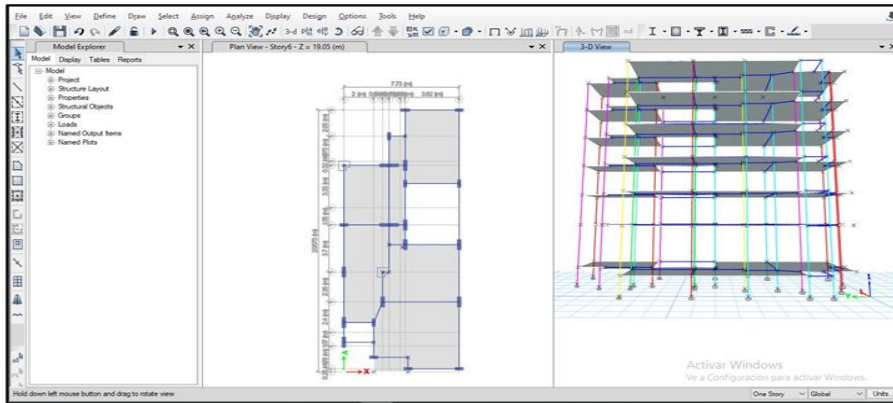 File Edit View Define Draw Select Assign Analyze Display Design Options Tools Help
3-d
Model Explorer
Plan View - Story6 - Z = 19.05 (m)
3-D View
Model Display Tables Reports
Model
Project
Structure Layout
Properties
Structural Objects
Groups
Loads
Named Output Items
Named Plots
7.73 (m)
2 (m)
3.62 (m)
X
Activar Windows
Ve a Configuración para activar Windows.
Hold down left mouse button and drag to rotate view
One Story
Global
Units...